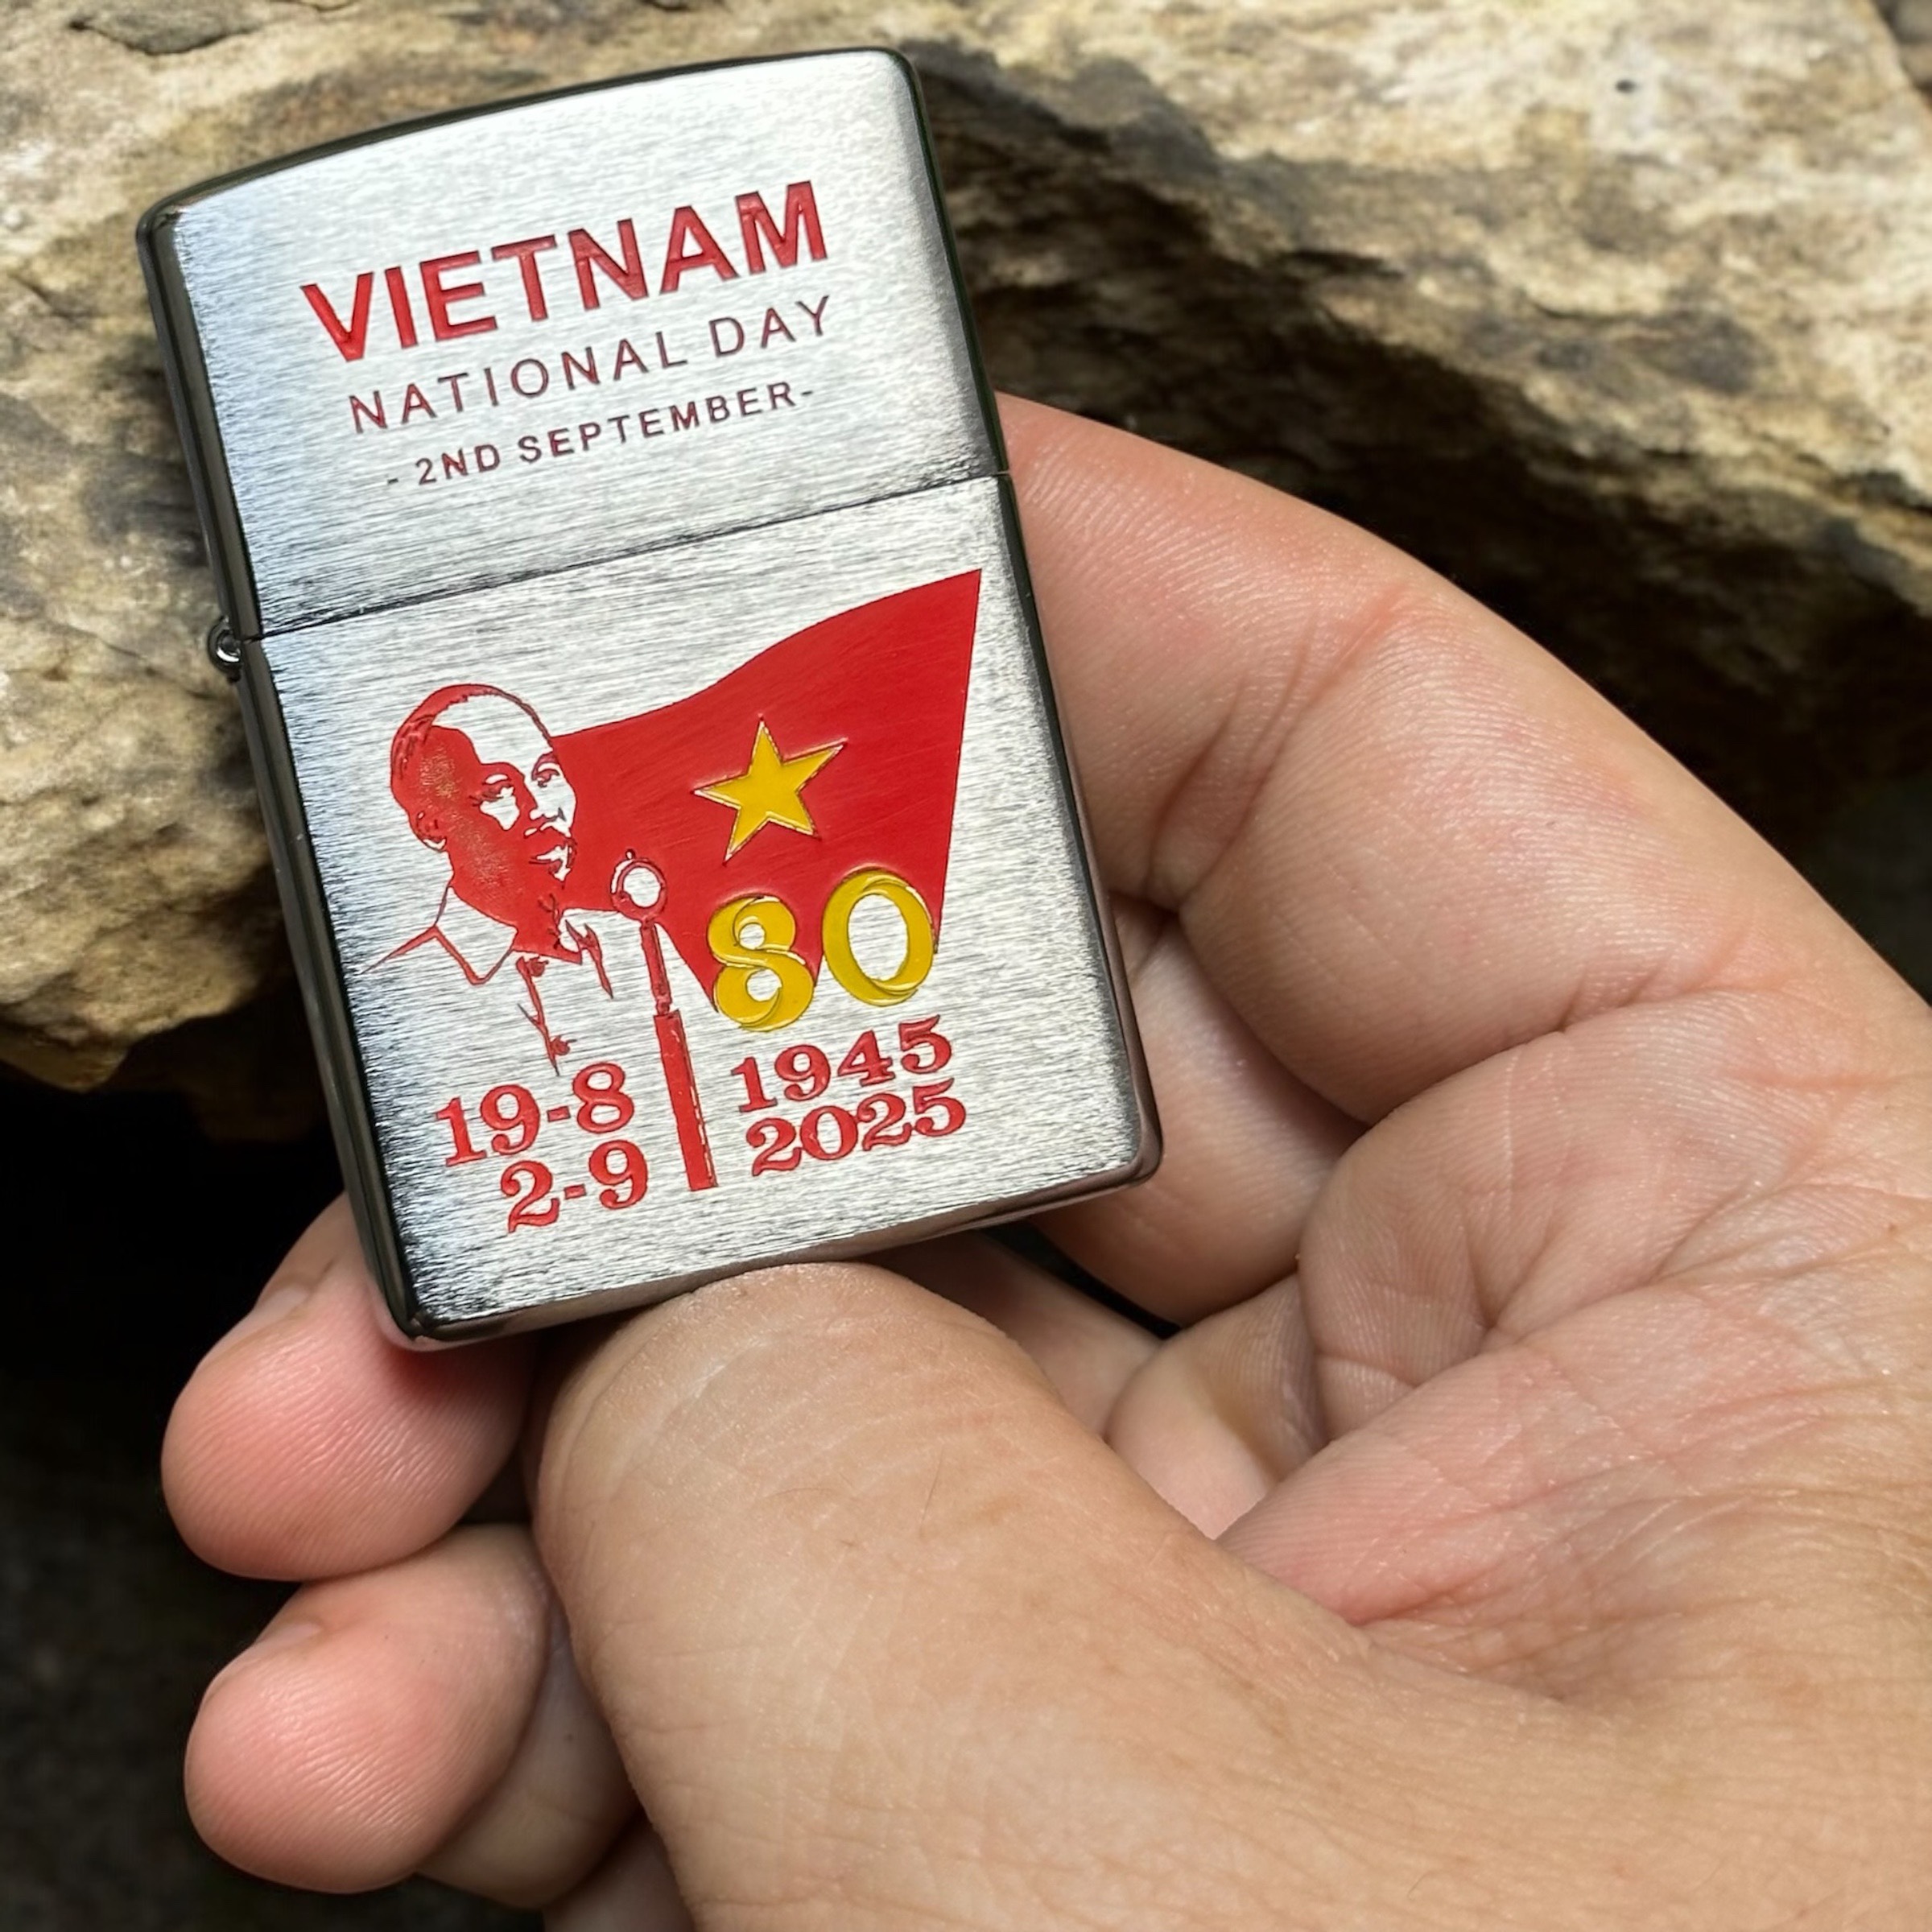 VIETNAM
NATIONAL DAY
- 2ND SEPTEMBER-
80
19-8
2-9
1945
2025